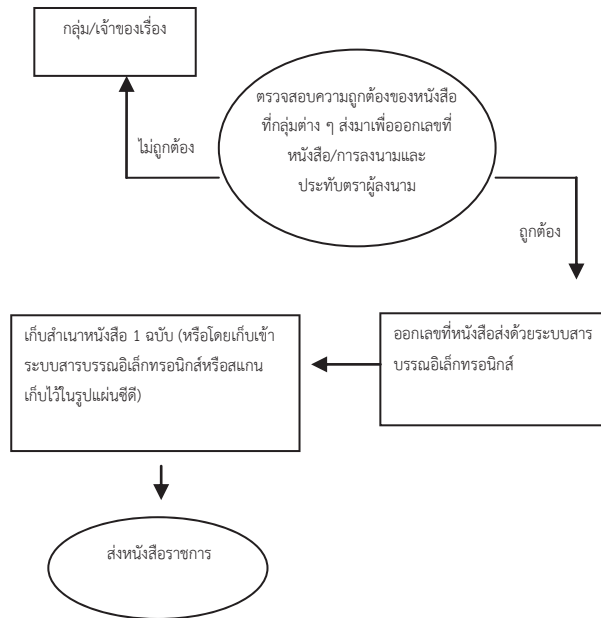 กลุ่ม/เจ้าของเรื่อง
ตรวจสอบความถูกต้องของหนังสือ
ที่กลุ่มต่าง ๆ ส่งมาเพื่อออกเลขที่
หนังสือ/การลงนามและ
ประทับตราผู้ลงนาม
ไม่ถูกต้อง
ถูกต้อง
ออกเลขที่หนังสือส่งด้วยระบบสาร
บรรณอิเล็กทรอนิกส์
เก็บสำเนาหนังสือ 1 ฉบับ (หรือโดยเก็บเข้า
ระบบสารบรรณอิเล็กทรอนิกส์หรือสแกน
เก็บไว้ในรูปแผ่นซีดี)
ส่งหนังสือราชการ